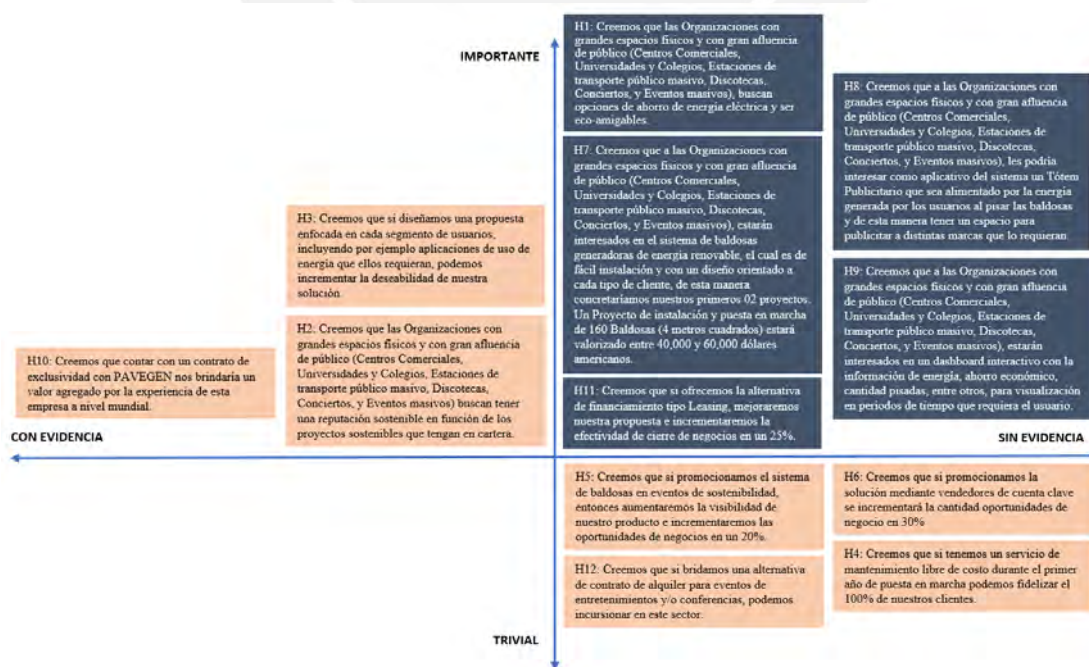 IMPORTANTE
H1: Creemos que las Organizaciones con
grandes espacios físicos y con gran afluencia
de público (Centros Comerciales,
Universidades y Colegios, Estaciones de
transporte público masivo, Discotecas,
Conciertos, y Eventos masivos), buscan
opciones de ahorro de energía eléctrica y ser
eco-amigables.
H8: Creemos que a las Organizaciones con
grandes espacios físicos y con gran afluencia
de público (Centros Comerciales,
Universidades y Colegios, Estaciones de
transporte público masivo, Discotecas,
Conciertos, y Eventos masivos), les podría
interesar como aplicativo del sistema un Tótem
Publicitario que sea alimentado por la energía
generada por los usuarios al pisar las baldosas
y de esta manera tener un espacio para
publicitar a distintas marcas que lo requieran.
H7: Creemos que a las Organizaciones con
grandes espacios físicos y con gran afluencia
de público (Centros Comerciales,
Universidades y Colegios, Estaciones de
transporte público masivo, Discotecas,
Conciertos, y Eventos masivos), estarán
interesados en el sistema de baldosas
generadoras de energía renovable, el cual es de
fácil instalación y con un diseño orientado a
cada tipo de cliente, de esta manera
concretaríamos nuestros primeros 02 proyectos.
Un Proyecto de instalación y puesta en marcha
de 160 Baldosas (4 metros cuadrados) estará
valorizado entre 40,000 y 60,000 dólares
americanos.
H3: Creemos que si diseñamos una propuesta
enfocada en cada segmento de usuarios,
incluyendo por ejemplo aplicaciones de uso de
energía que ellos requieran, podemos
incrementar la deseabilidad de nuestra
solución.
H9: Creemos que a las Organizaciones con
grandes espacios físicos y con gran afluencia
de público (Centros Comerciales,
Universidades y Colegios, Estaciones de
transporte público masivo, Discotecas,
Conciertos, y Eventos masivos), estarán
interesados en un dashboard interactivo con la
información de energía, ahorro económico,
cantidad pisadas, entre otros, para visualización
en periodos de tiempo que requiera el usuario.
H2: Creemos que las Organizaciones con
grandes espacios físicos y con gran afluencia
de público (Centros Comerciales,
Universidades y Colegios, Estaciones de
transporte público masivo, Discotecas,
Conciertos, y Eventos masivos) buscan tener
una reputación sostenible en función de los
proyectos sostenibles que tengan en cartera.
H10: Creemos que contar con un contrato de
exclusividad con PAVEGEN nos brindaría un
valor agregado por la experiencia de esta
empresa a nivel mundial.
H11: Creemos que si ofrecemos la alternativa
de financiamiento tipo Leasing, mejoraremos
nuestra propuesta e incrementaremos la
efectividad de cierre de negocios en un 25%.
CON EVIDENCIA
SIN EVIDENCIA
H5: Creemos que si promocionamos el sistema
de baldosas en eventos de sostenibilidad,
entonces aumentaremos la visibilidad de
nuestro producto e incrementaremos las
oportunidades de negocios en un 20%.
H6: Creemos que si promocionamos la
solución mediante vendedores de cuenta clave
se incrementará la cantidad oportunidades de
negocio en 30%
H12: Creemos que si bridamos una alternativa
de contrato de alquiler para eventos de
entretenimientos y/o conferencias, podemos
incursionar en este sector.
H4: Creemos que si tenemos un servicio de
mantenimiento libre de costo durante el primer
año de puesta en marcha podemos fidelizar el
100% de nuestros clientes.
TRIVIAL